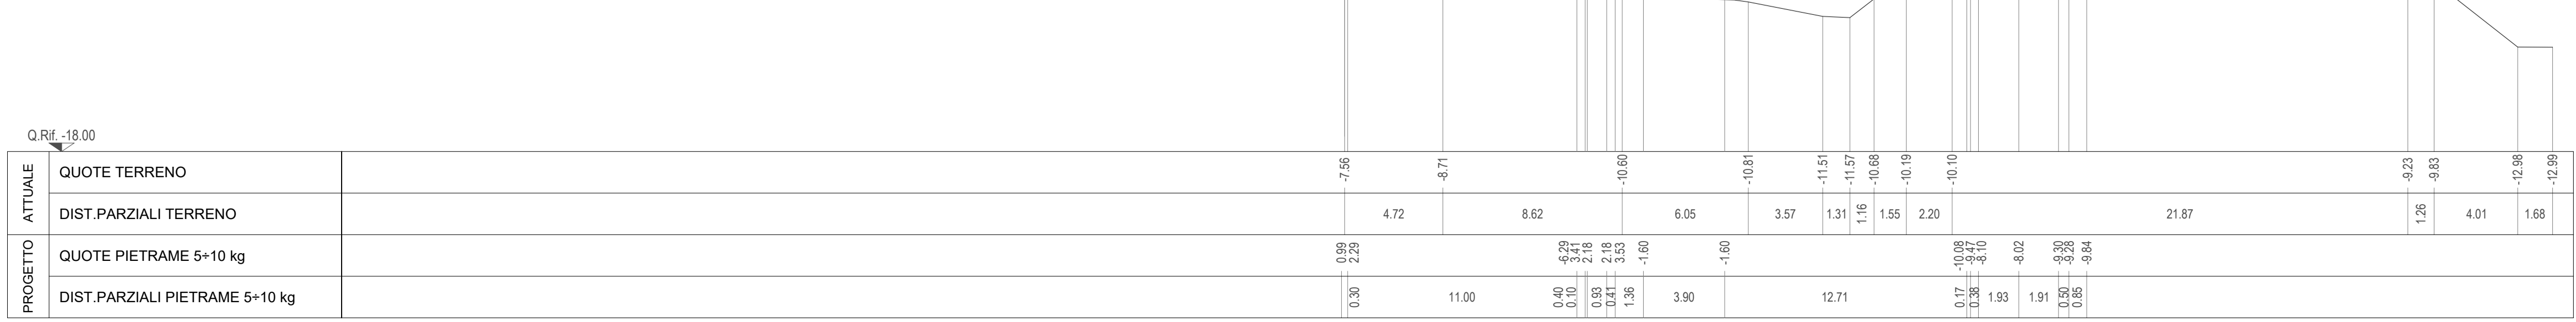 Q.Rif. -18.00
ATTUALE
QUOTE TERRENO -7.56 -8.71 -10.60 -10.81 -11.51 -11.57 -10.68 -10.19 -10.10 -9.23 -9.83 -12.98 -12.99
DIST.PARZIALI TERRENO 4.72 8.62 6.05 3.57 1.31 1.16 1.55 2.20 21.87 1.26 4.01 1.68
PROGETTO
QUOTE PIETRAME 5÷10 kg 0.99 2.29 -6.29 3.41 2.18 2.18 3.53 -1.60 -1.60 -10.08 -9.47 -8.10 -8.02 -9.30 -9.28 -9.84
DIST.PARZIALI PIETRAME 5÷10 kg 0.30 11.00 0.40 0.10 0.93 0.41 1.36 3.90 12.71 0.17 0.38 1.93 1.91 0.50 0.85